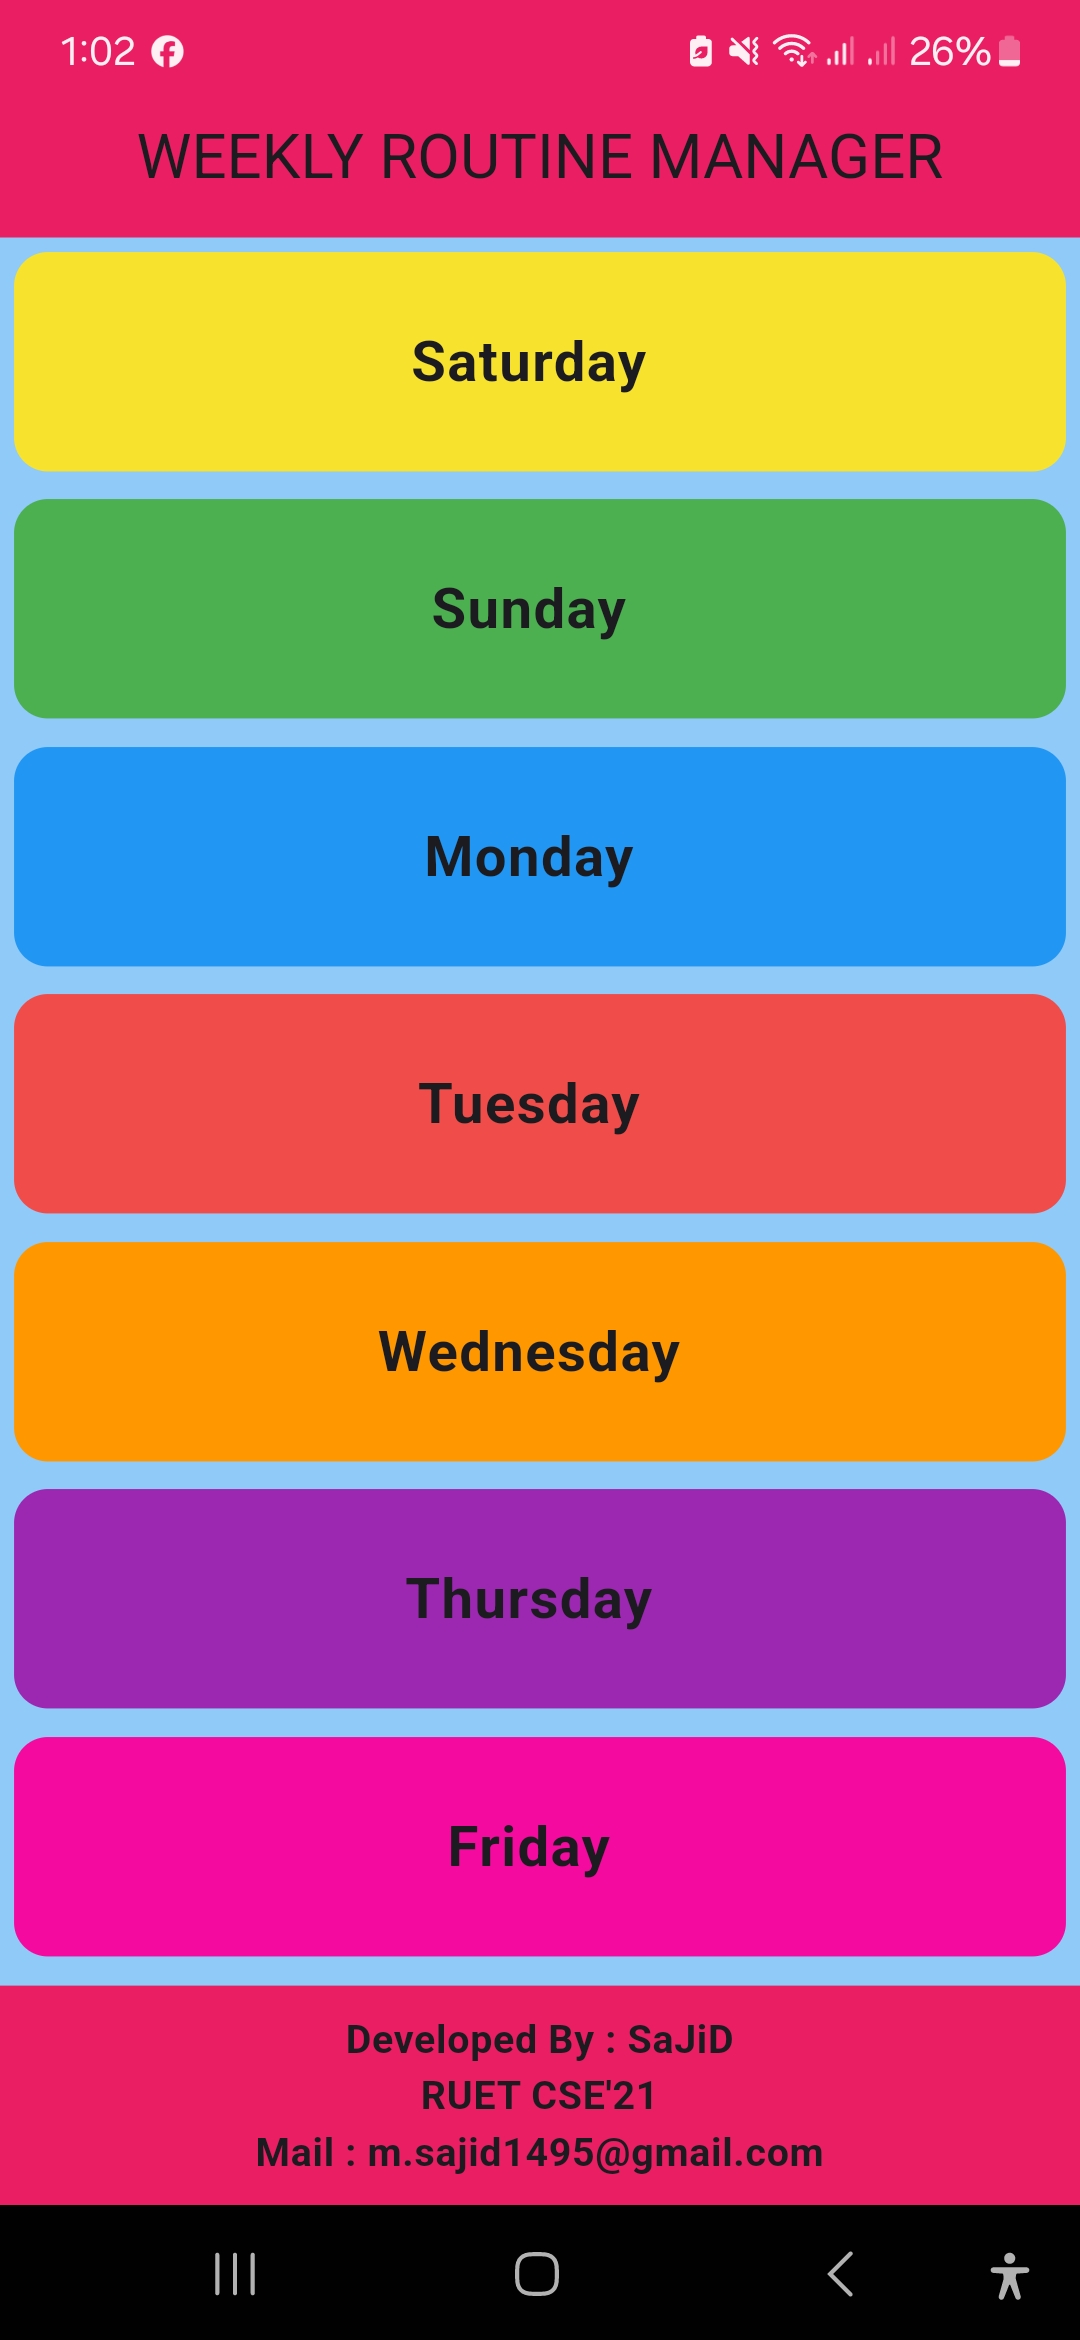 1:02
26%
WEEKLY ROUTINE MANAGER
Saturday
Sunday
Monday
Tuesday
Wednesday
Thursday
Friday
Developed By : SaJiD
RUET CSE'21
Mail : m.sajid1495@gmail.com